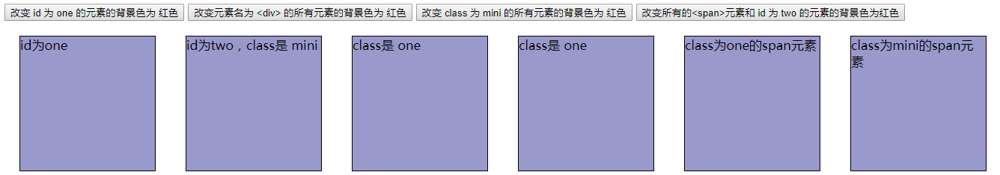 改变 id 为 one 的元素的背景色为 红色 改变元素名为 <div> 的所有元素的背景色为 红色 改变 class 为 mini 的所有元素的背景色为 红色 改变所有的<span>元素和 id 为 two 的元素的背景色为红色
id为one
id为two，class是 mini
class是 one
class是 one
class为one的span元素
class为mini的span元
素